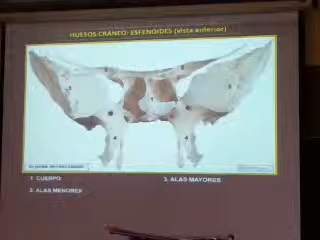 HUESOS CRÁNEO: ESFENOIDES (vista anterior)
1. CUERPO
2. ALAS MENORES
3. ALAS MAYORES